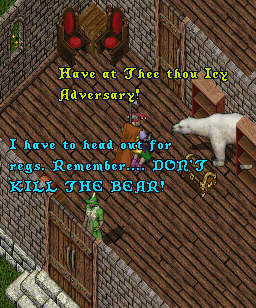 Have at Thee thou Icy
Adversary!
I have to head out for
regs. Remember.... DON'T
KILL THE BEAR!